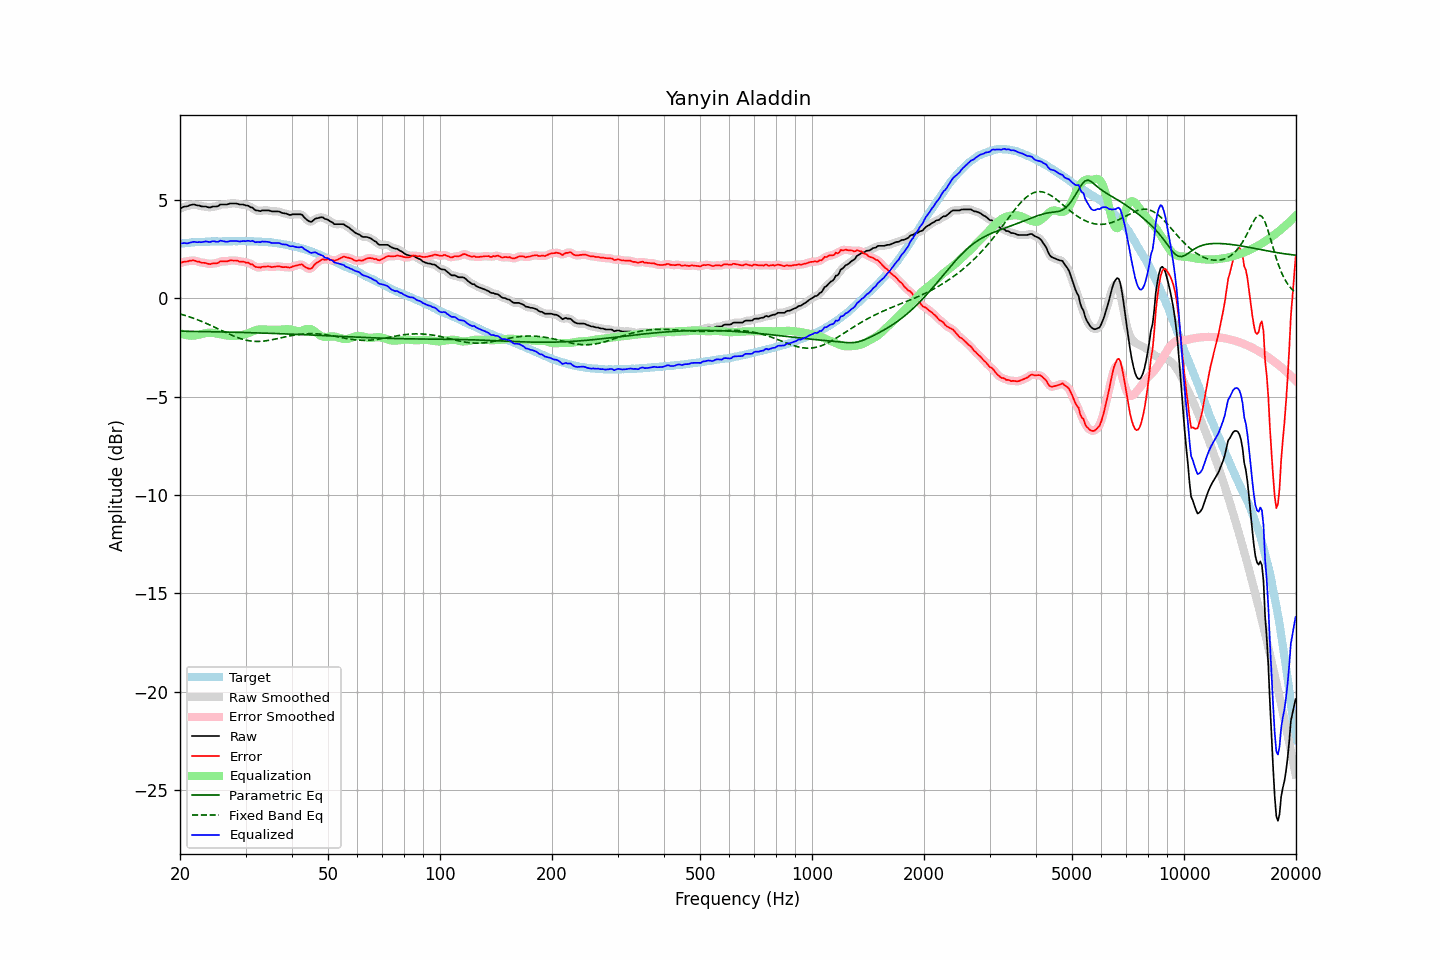 Yanyin Aladdin
Amplitude (dBr)
5
0
−5
−10
−15
−20
−25
Target
Raw Smoothed
Error Smoothed
Raw
Error
Equalization
Parametric Eq
Fixed Band Eq
Equalized
20 50 100 200 500 1000 2000 5000 10000 20000
Frequency (Hz)